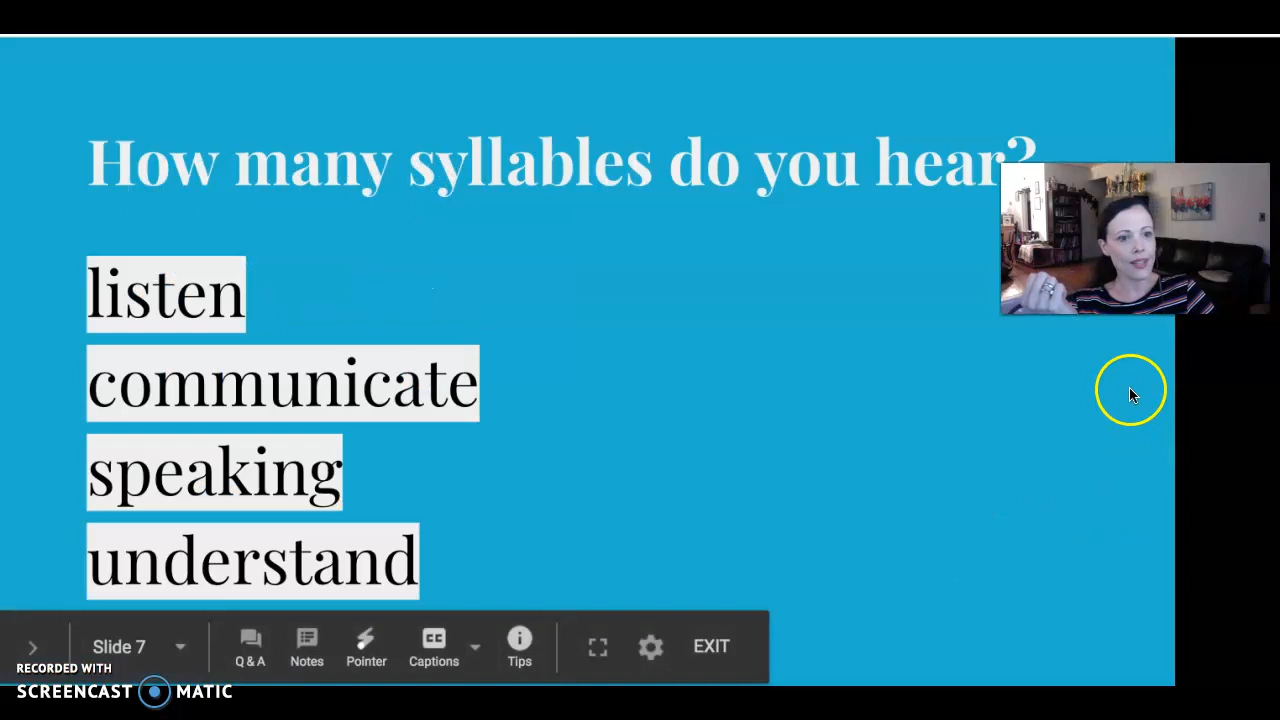 How many syllables do you hear?
listen
communicate
speaking
understand
Slide 7
Q & A
Notes
Pointer
CC
Captions
Tips
EXIT
RECORDED WITH
SCREENCAST MATIC